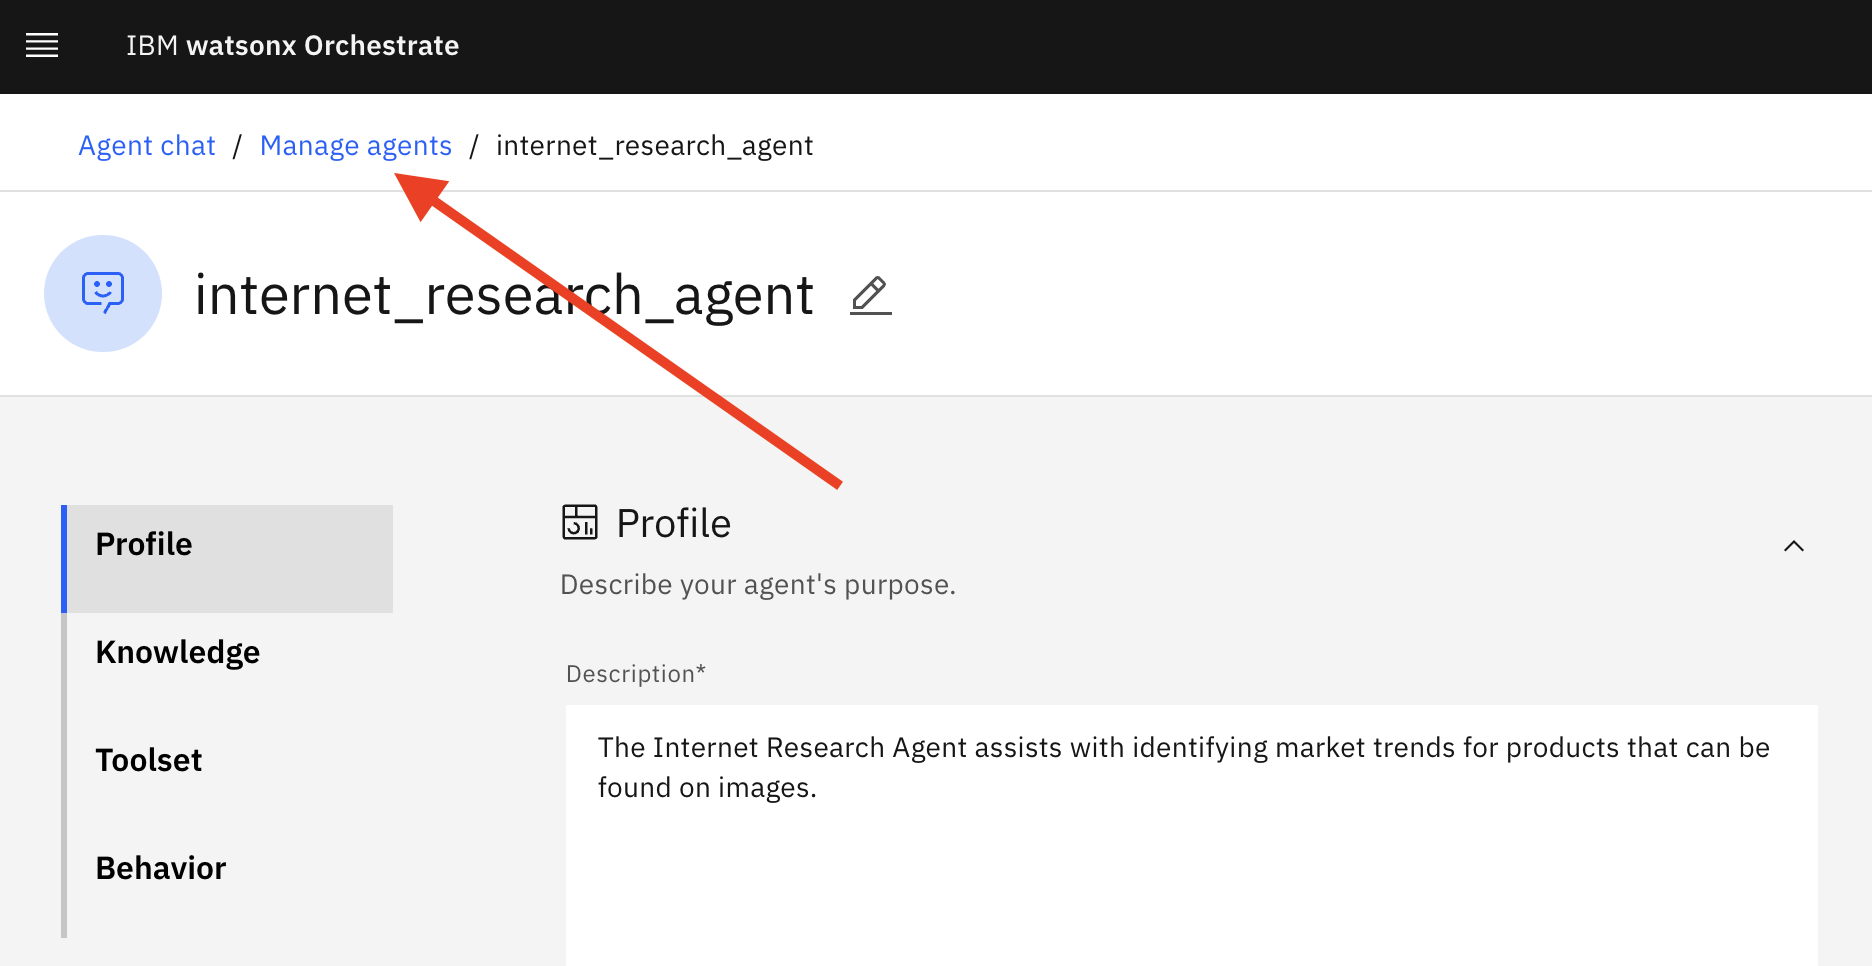 IBM watsonx Orchestrate
Agent chat / Manage agents / internet_research_agent
internet_research_agent
Profile
Knowledge
Toolset
Behavior
Profile
Describe your agent's purpose.
Description*
The Internet Research Agent assists with identifying market trends for products that can be
found on images.